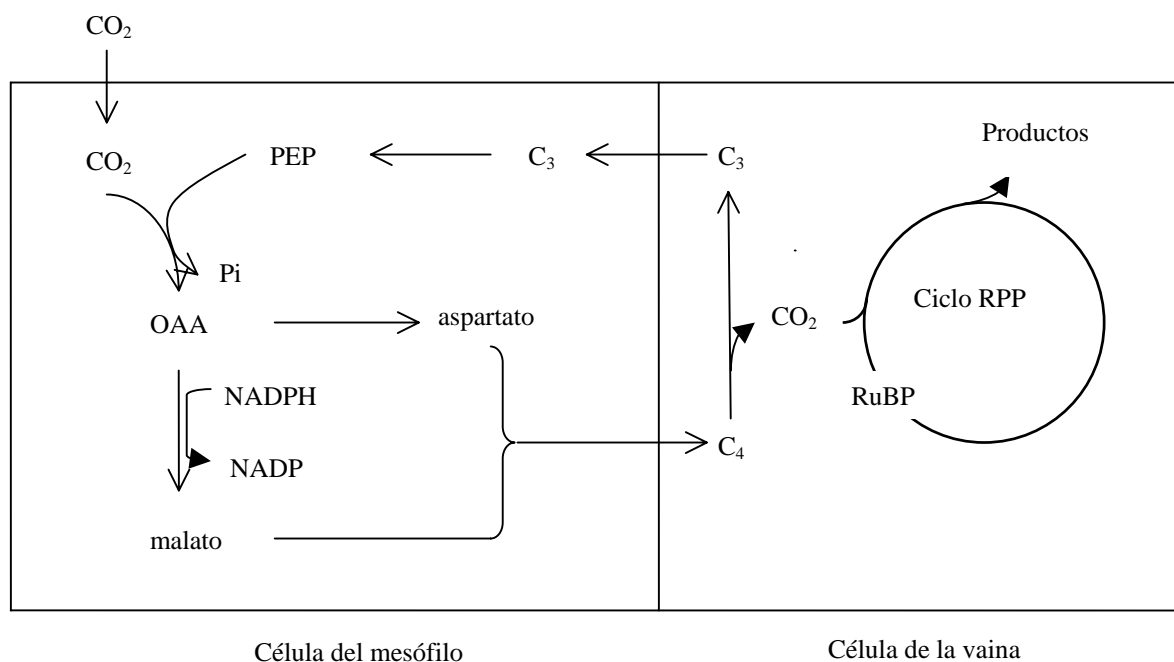 CO₂
Productos
CO₂
PEP
C₃
C₃
Pi
OAA
aspartato
CO₂
Ciclo RPP
NADPH
RuBP
NADP
C₄
malato
Célula del mesófilo
Célula de la vaina